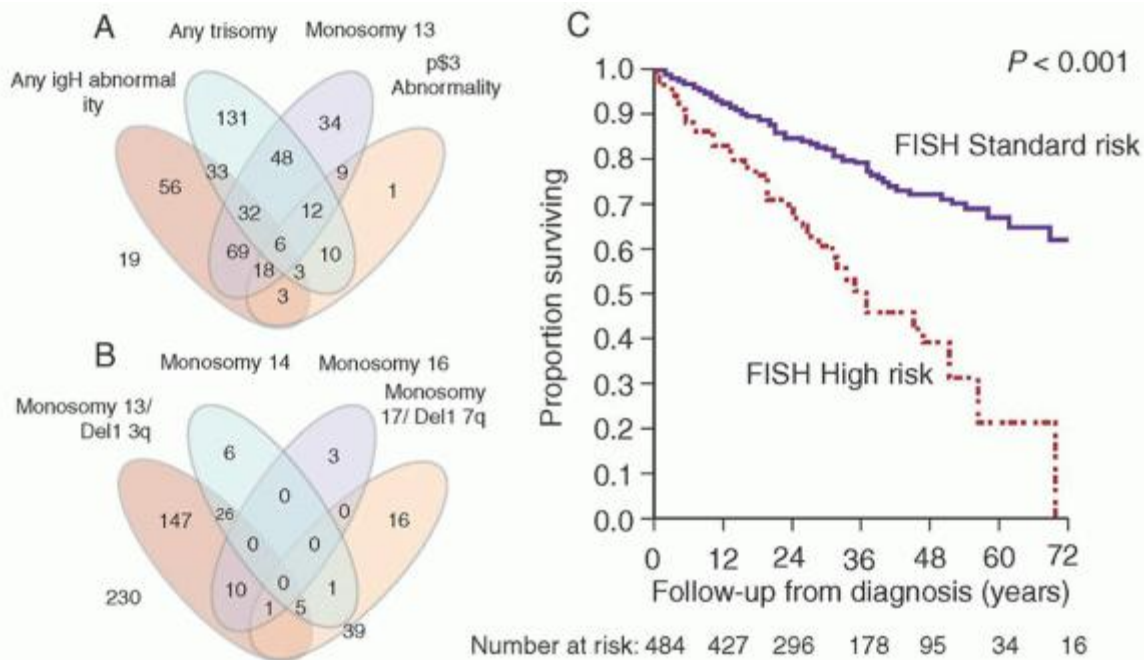 A
Any trisomy
Monosomy 13
Any igH abnormal
ity
p$3
Abnormality
131
34
33
48
9
56
1
32
12
6
69
10
18
3
3
19
B
Monosomy 14
Monosomy 16
Monosomy 13/
Del1 3q
Monosomy
17/ Del1 7q
6
3
0
147
26
0
16
0
0
0
10
1
1
5
230
39
C
P < 0.001
1.0
0.9
0.8
0.7
0.6
0.5
0.4
0.3
0.2
0.1
0.0
Proportion surviving
FISH Standard risk
FISH High risk
0 12 24 36 48 60 72
Follow-up from diagnosis (years)
Number at risk: 484 427 296 178 95 34 16